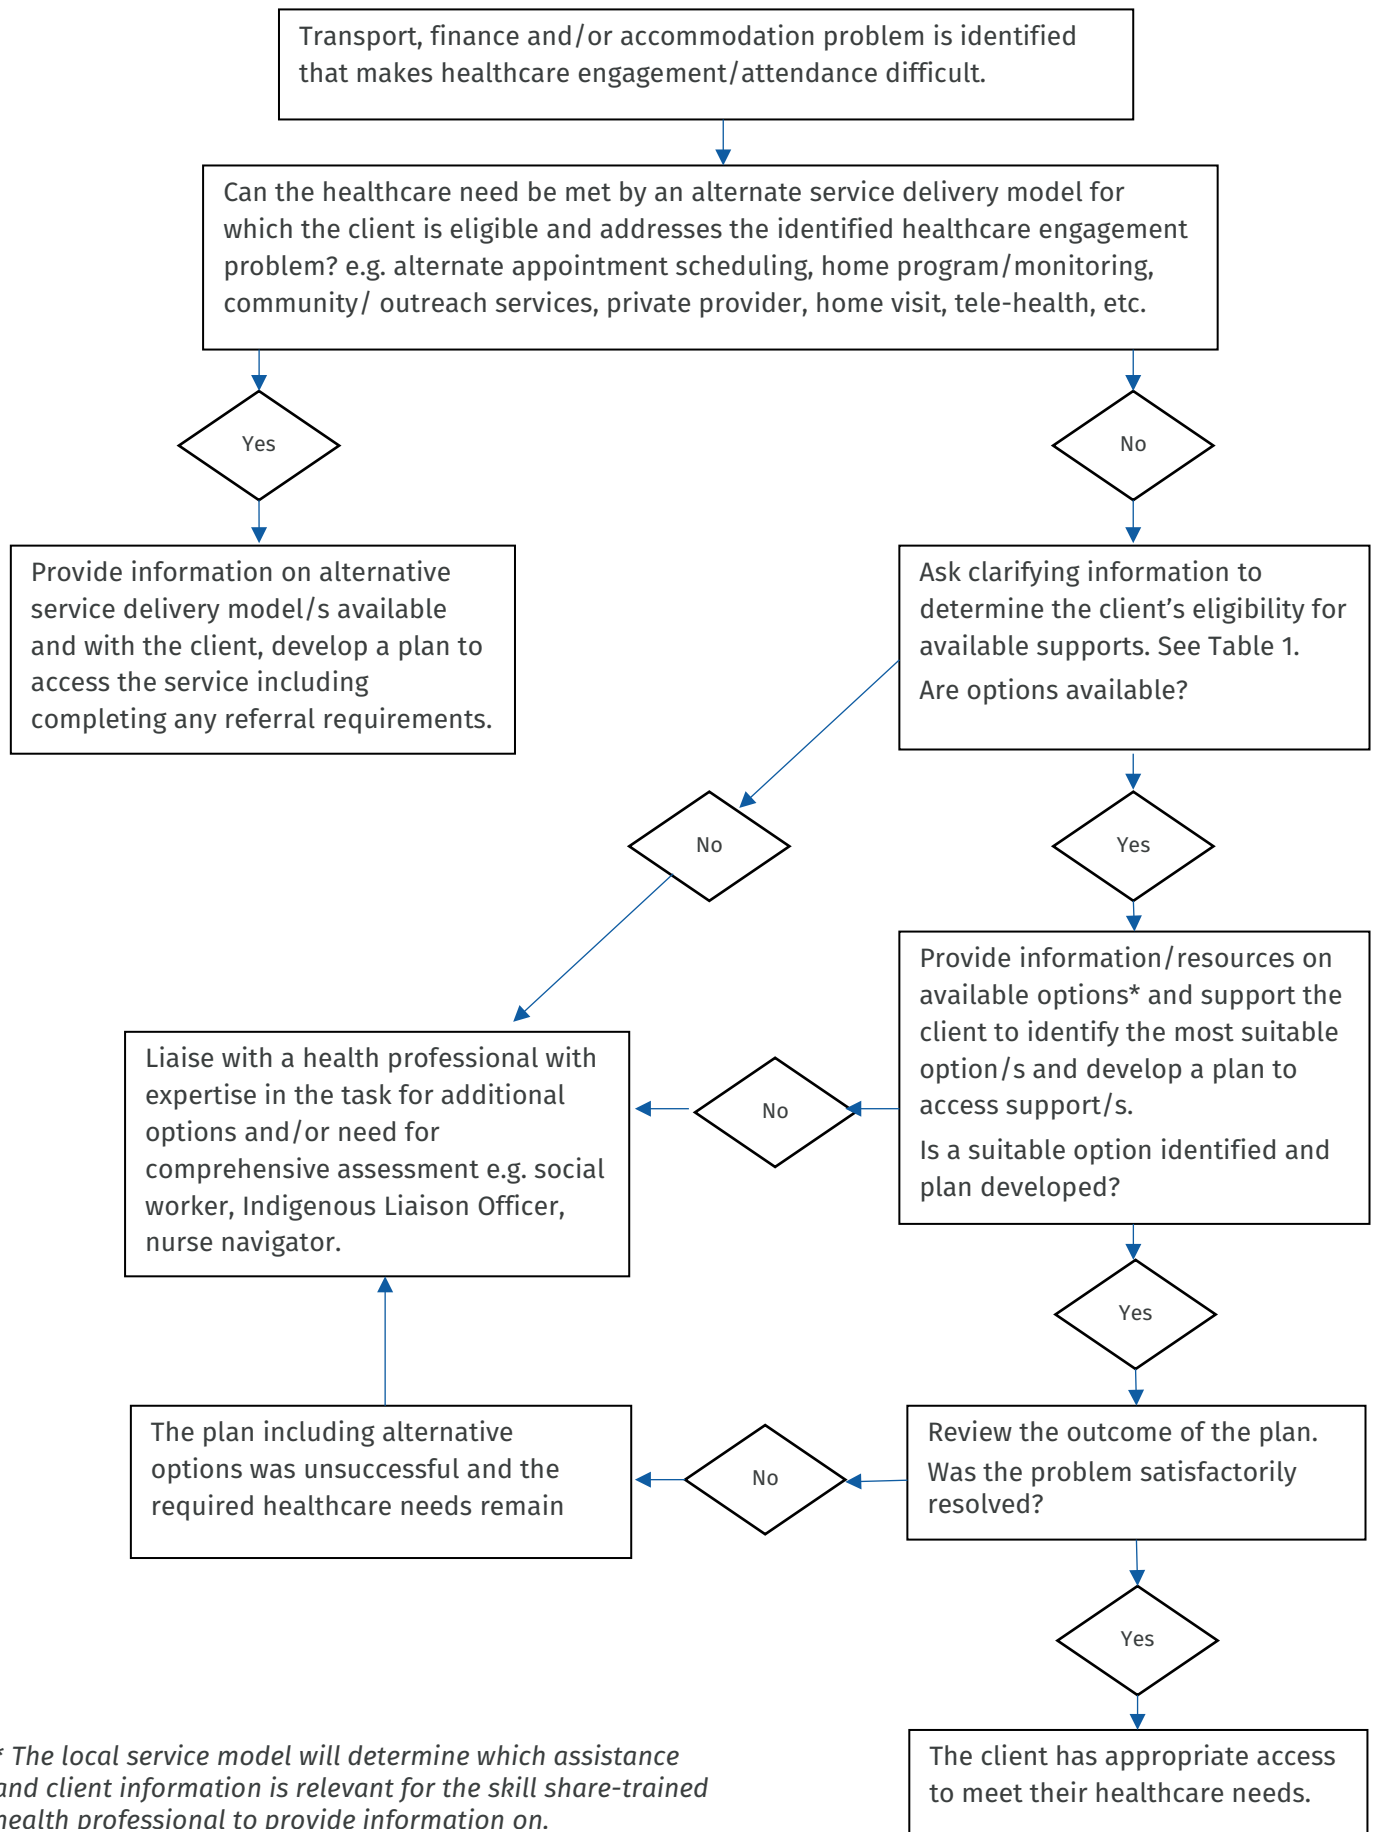 Transport, finance and/or accommodation problem is identified
that makes healthcare engagement/attendance difficult.
Can the healthcare need be met by an alternate service delivery model for
which the client is eligible and addresses the identified healthcare engagement
problem? e.g. alternate appointment scheduling, home program/monitoring,
community/ outreach services, private provider, home visit, tele-health, etc.
Yes
No
Provide information on alternative
service delivery model/s available
and with the client, develop a plan to
access the service including
completing any referral requirements.
Ask clarifying information to
determine the client's eligibility for
available supports. See Table 1.
Are options available?
No
Yes
Provide information/resources on
available options* and support the
client to identify the most suitable
option/s and develop a plan to
access support/s.
Is a suitable option identified and
plan developed?
No
Liaise with a health professional with
expertise in the task for additional
options and/or need for
comprehensive assessment e.g. social
worker, Indigenous Liaison Officer,
nurse navigator.
Yes
Review the outcome of the plan.
Was the problem satisfactorily
resolved?
No
The plan including alternative
options was unsuccessful and the
required healthcare needs remain
Yes
The client has appropriate access
to meet their healthcare needs.
* The local service model will determine which assistance
and client information is relevant for the skill share-trained
health professional to provide information on.